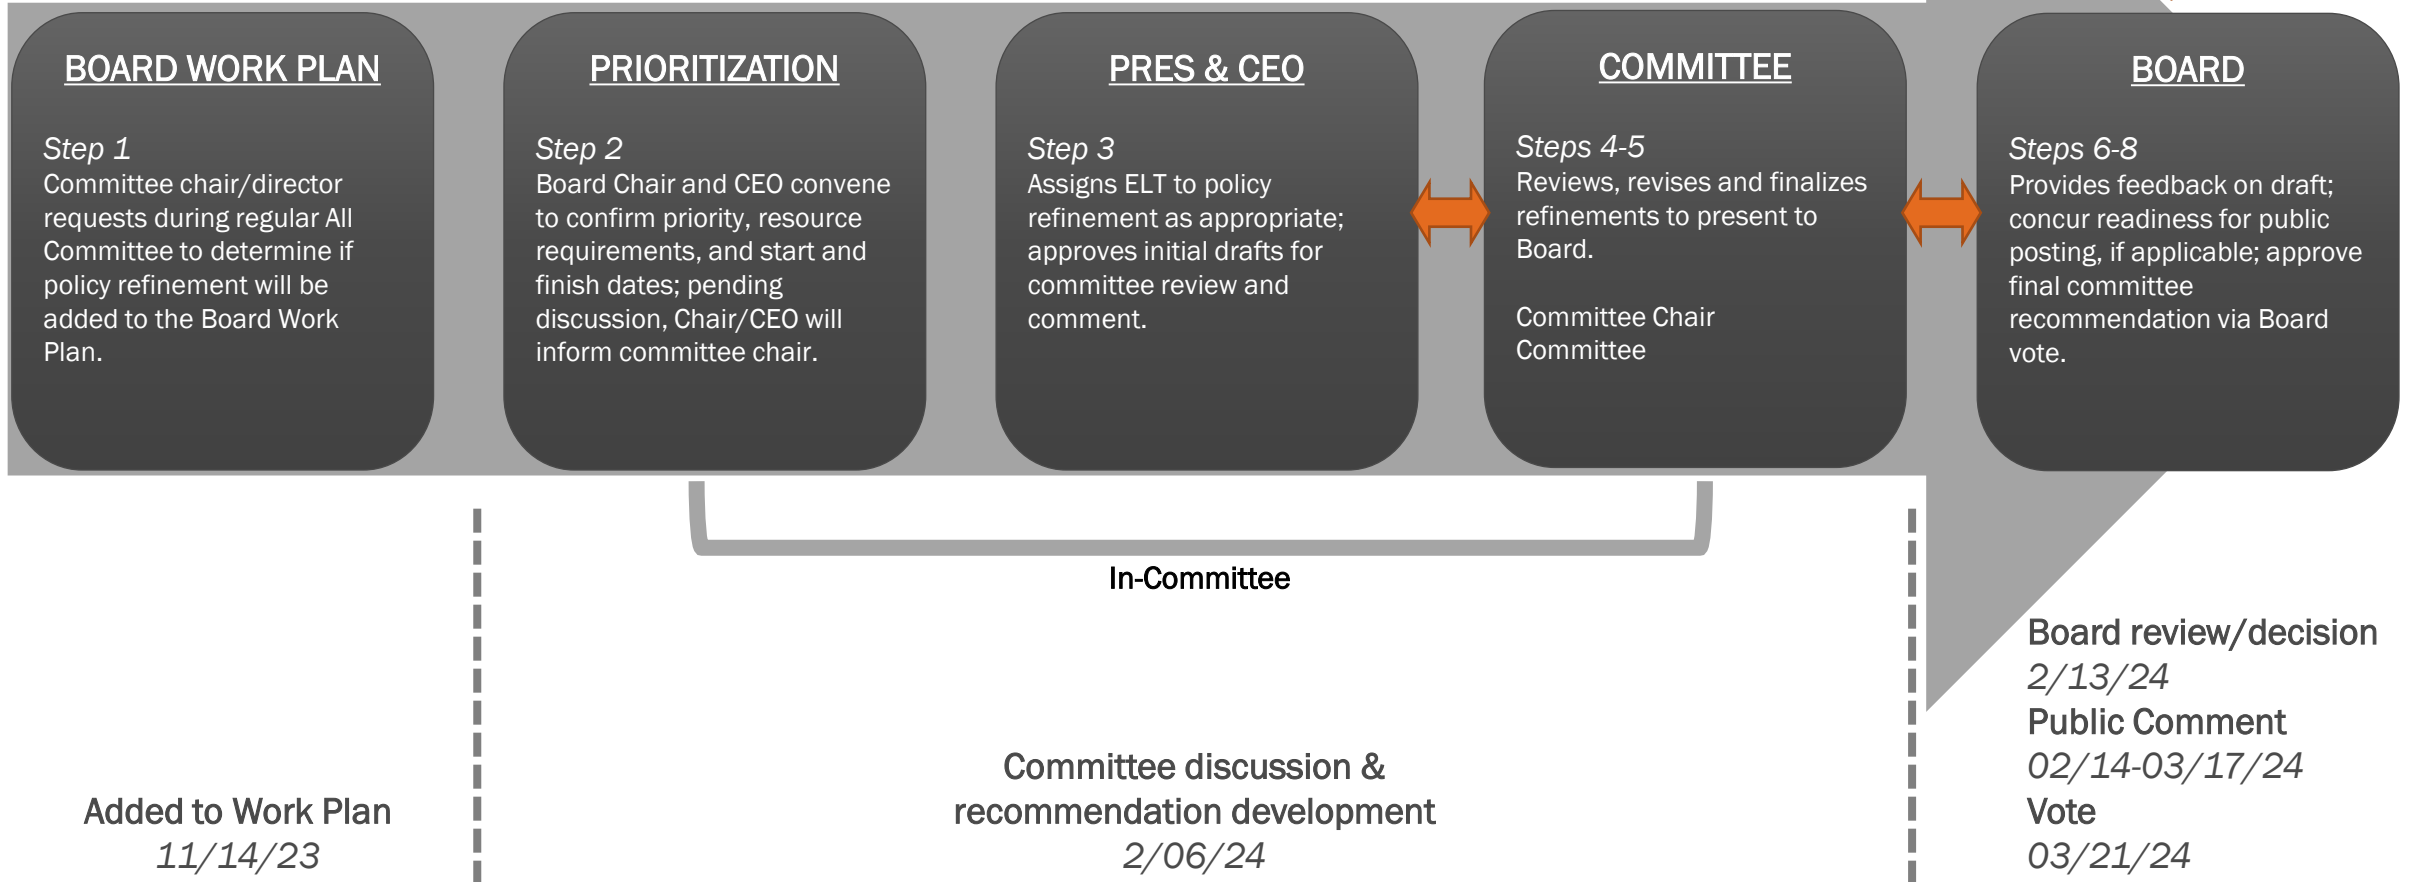 BOARD WORK PLAN
Step 1
Committee chair/director
requests during regular All
Committee to determine if
policy refinement will be
added to the Board Work
Plan.
PRIORITIZATION
Step 2
Board Chair and CEO convene
to confirm priority, resource
requirements, and start and
finish dates; pending
discussion, Chair/CEO will
inform committee chair.
PRES & CEO
Step 3
Assigns ELT to policy
refinement as appropriate;
approves initial drafts for
committee review and
comment.
COMMITTEE
Steps 4-5
Reviews, revises and finalizes
refinements to present to
Board.
Committee Chair
Committee
BOARD
Steps 6-8
Provides feedback on draft;
concur readiness for public
posting, if applicable; approve
final committee
recommendation via Board
vote.
In-Committee
Added to Work Plan
11/14/23
Committee discussion &
recommendation development
2/06/24
Board review/decision
2/13/24
Public Comment
02/14-03/17/24
Vote
03/21/24